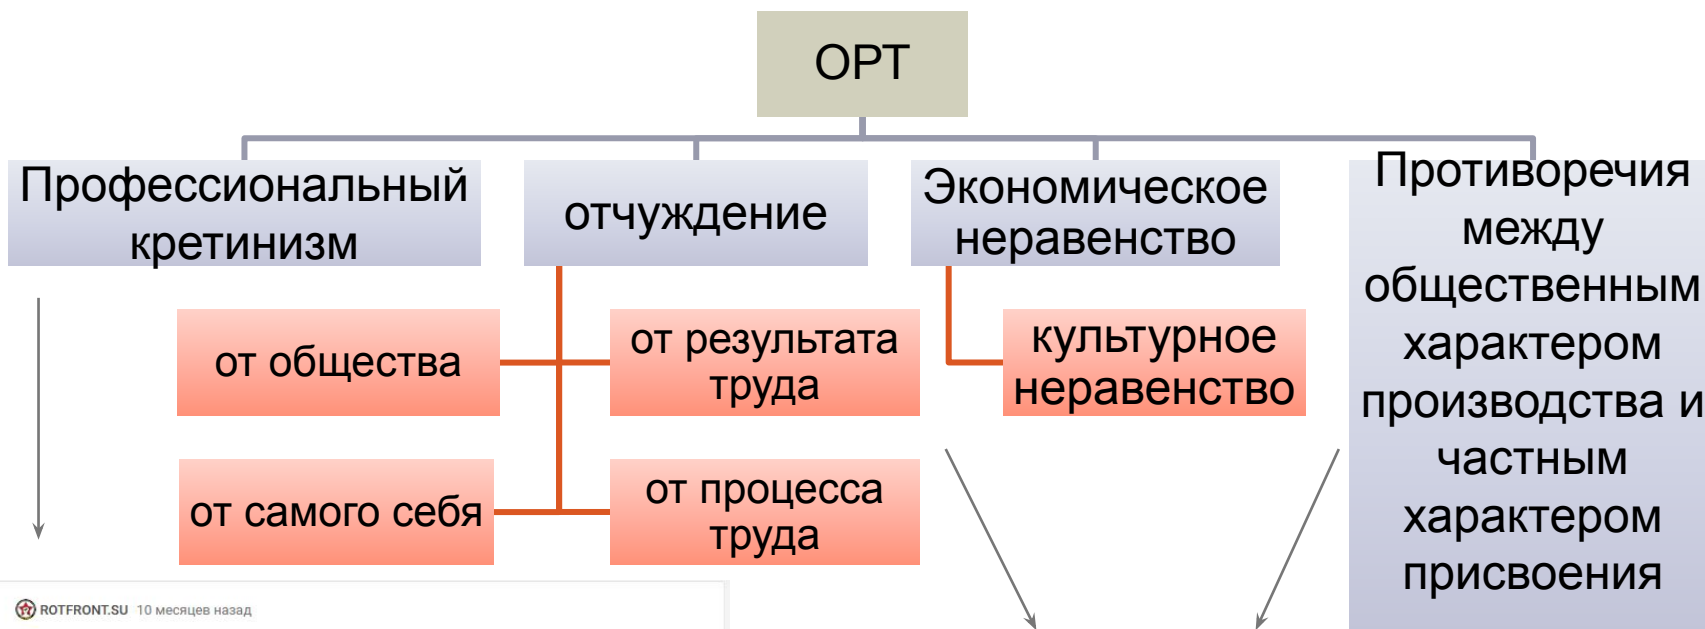 ОРТ
Профессиональный
кретинизм
отчуждение
Экономическое
неравенство
Противоречия
между
общественным
характером
производства и
частным
характером
присвоения
от общества
от результата
труда
культурное
неравенство
от самого себя
от процесса
труда
ROTFRONT.SU 10 месяцев назад